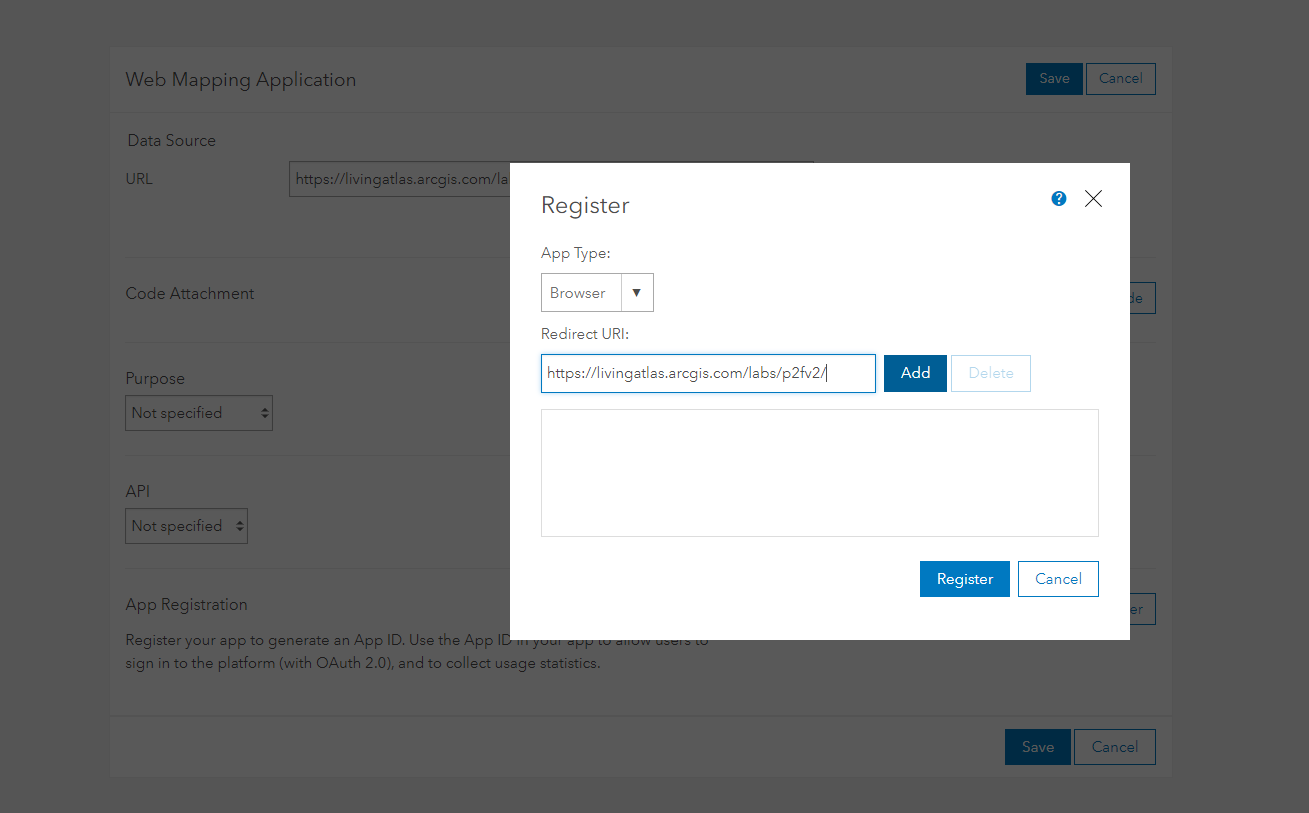 Web Mapping Application
Save
Cancel
Data Source
URL
https://livingatlas.arcgis.com/la
Register
?
App Type:
Browser
Redirect URI:
https://livingatlas.arcgis.com/labs/p2fv2/
Add
Delete
Code Attachment
de
Purpose
Not specified
API
Not specified
Register
Cancel
App Registration
er
Register your app to generate an App ID. Use the App ID in your app to allow users to
sign in to the platform (with OAuth 2.0), and to collect usage statistics.
Save
Cancel